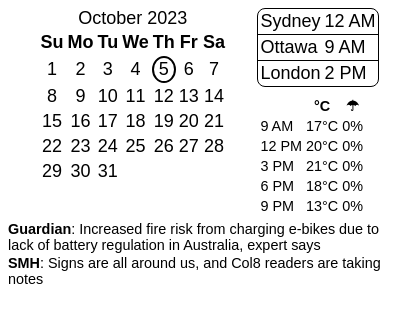 October 2023
Su Mo Tu We Th Fr Sa
1 2 3 4 5 6 7
8 9 10 11 12 13 14
15 16 17 18 19 20 21
22 23 24 25 26 27 28
29 30 31
Sydney 12 AM
Ottawa 9 AM
London 2 PM
°C ☂
9 AM 17°C 0%
12 PM 20°C 0%
3 PM 21°C 0%
6 PM 18°C 0%
9 PM 13°C 0%
Guardian: Increased fire risk from charging e-bikes due to
lack of battery regulation in Australia, expert says
SMH: Signs are all around us, and Col8 readers are taking
notes